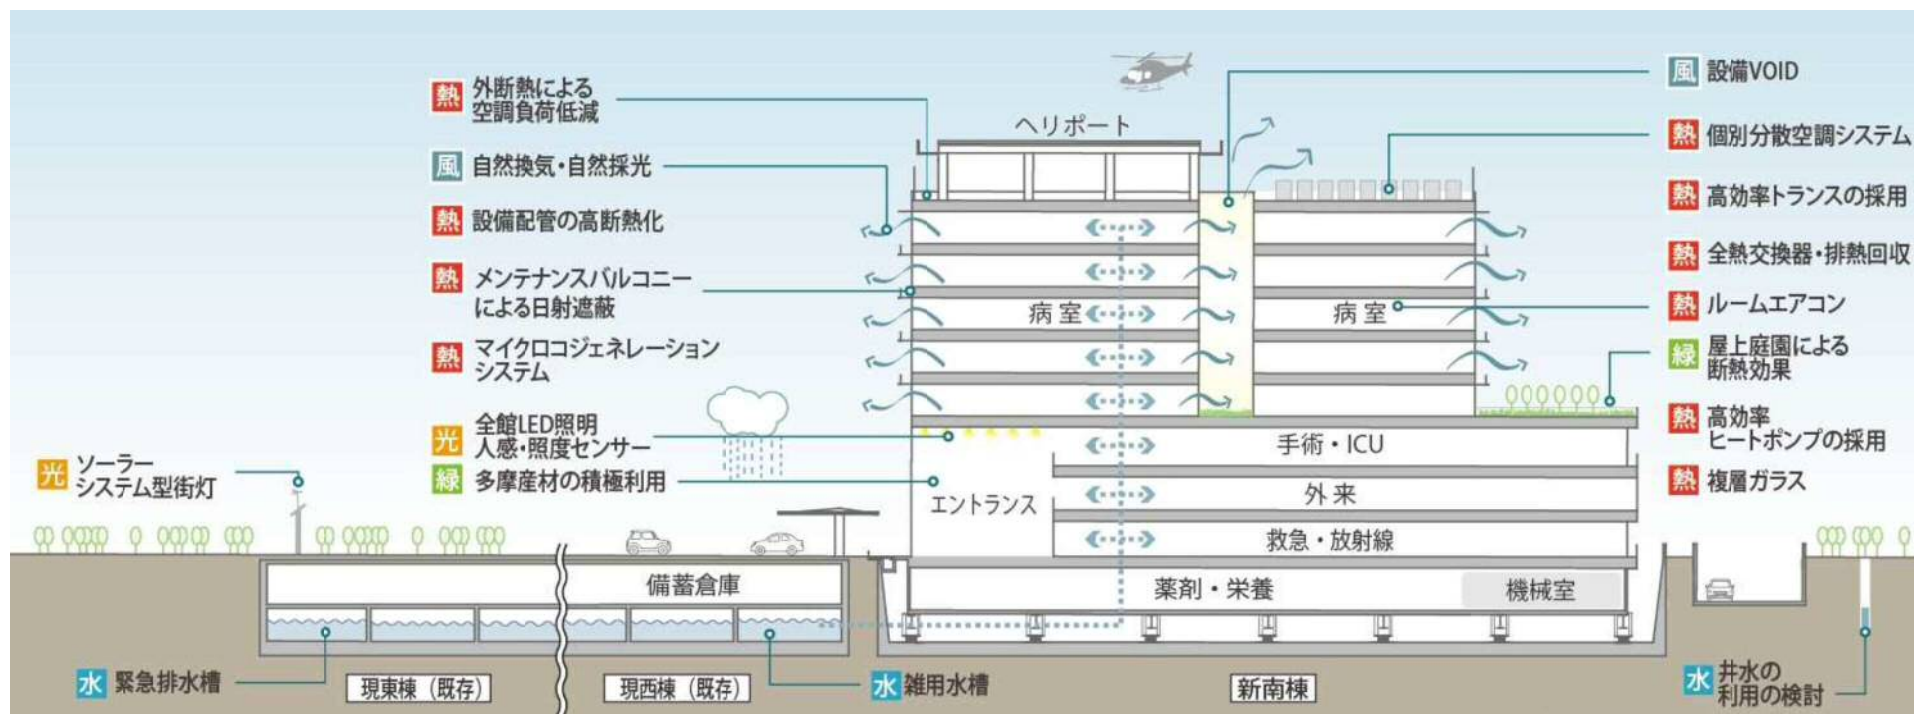 熱 外断熱による
空調負荷低減
風 自然換気・自然採光
熱 設備配管の高断熱化
熱 メンテナンスバルコニー
による日射遮蔽
熱 マイクロコジェネレーション
システム
光 全館LED照明
人感・照度センサー
緑 多摩産材の積極利用
光 ソーラー
システム型街灯
ヘリポート
病室
病室
手術・ICU
外来
エントランス
救急・放射線
備蓄倉庫
薬剤・栄養
機械室
風 設備VOID
熱 個別分散空調システム
熱 高効率トランスの採用
熱 全熱交換器・排熱回収
熱 ルームエアコン
緑 屋上庭園による
断熱効果
熱 高効率
ヒートポンプの採用
熱 複層ガラス
水 緊急排水槽
現東棟（既存）
現西棟（既存）
水 雑用水槽
新南棟
水 井水の
利用の検討